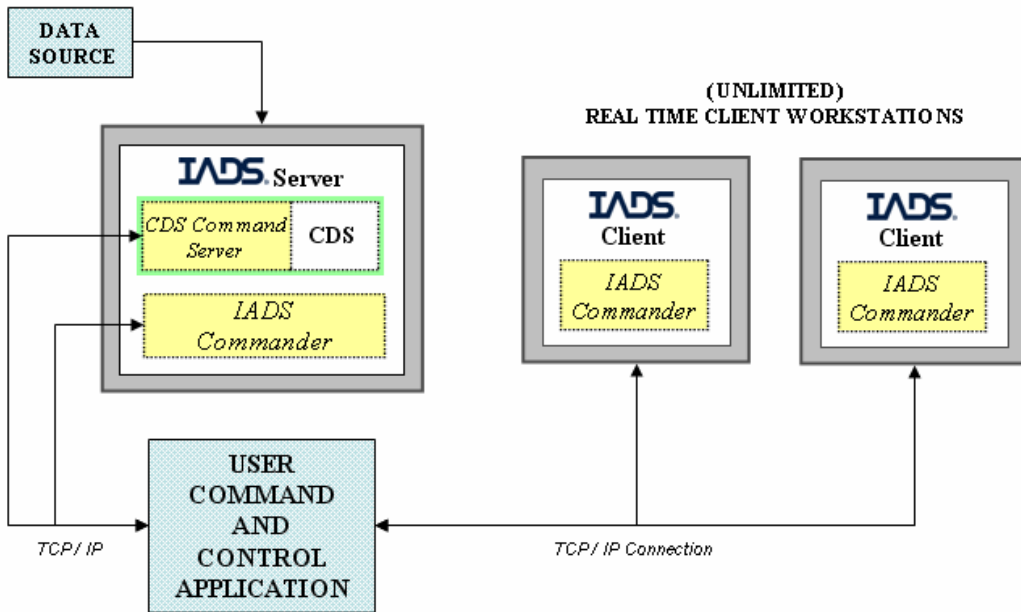 DATA
SOURCE
(UNLIMITED)
REAL TIME CLIENT WORKSTATIONS
IADS. Server
CDS Command
Server
CDS
IADS
Commander
IADS.
Client
IADS
Commander
IADS.
Client
IADS
Commander
USER
COMMAND
AND
CONTROL
APPLICATION
TCP/ IP
TCP/ IP Connection